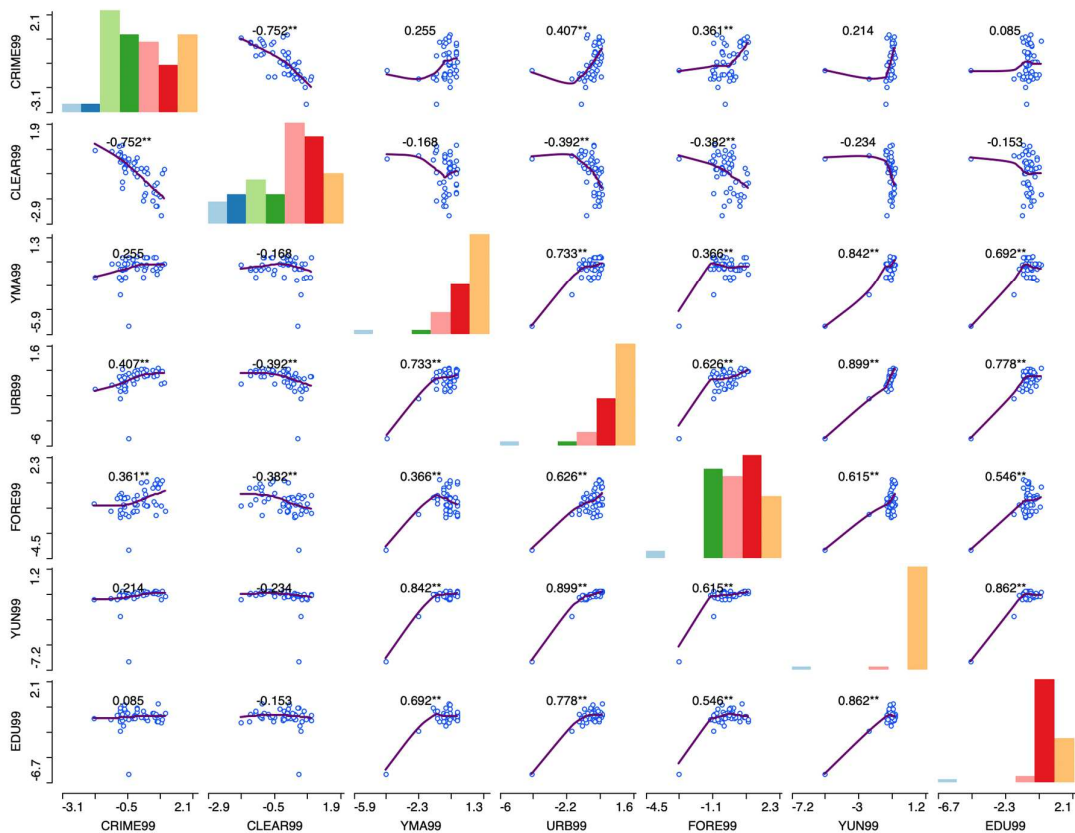 CRIME99 2.1 -3.1 -0.752** 0.255 0.407** 0.361** 0.214 0.085
CLEAR99 1.9 -2.9 -0.752** -0.168 -0.392** -0.382** -0.234 -0.153
YMA99 1.3 -5.9 0.255 -0.168 0.733** 0.366** 0.842** 0.692**
URB99 1.6 -6 0.407** -0.392** 0.733** 0.626** 0.899** 0.778**
FORE99 2.3 -4.5 0.361** -0.382** 0.366** 0.626** 0.615** 0.546**
YUN99 1.2 -7.2 0.214 -0.234 0.842** 0.899** 0.615** 0.862**
EDU99 2.1 -6.7 0.085 -0.153 0.692** 0.778** 0.546** 0.862**
-3.1 -0.5 2.1 -2.9 -0.5 1.9 -5.9 -2.3 1.3 -6 -2.2 1.6 -4.5 -1.1 2.3 -7.2 -3 1.2 -6.7 -2.3 2.1
CRIME99 CLEAR99 YMA99 URB99 FORE99 YUN99 EDU99